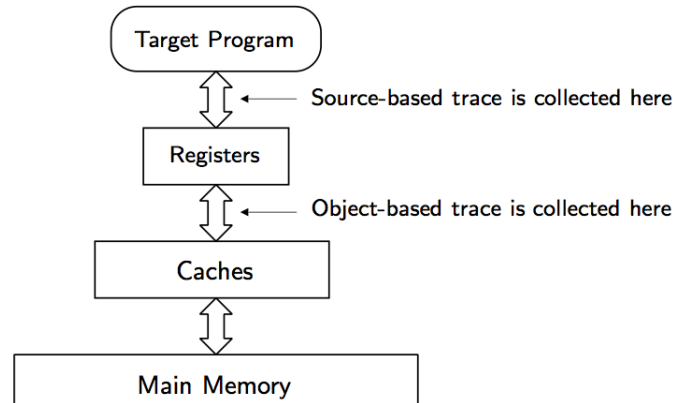 Target Program
Source-based trace is collected here
Registers
Object-based trace is collected here
Caches
Main Memory